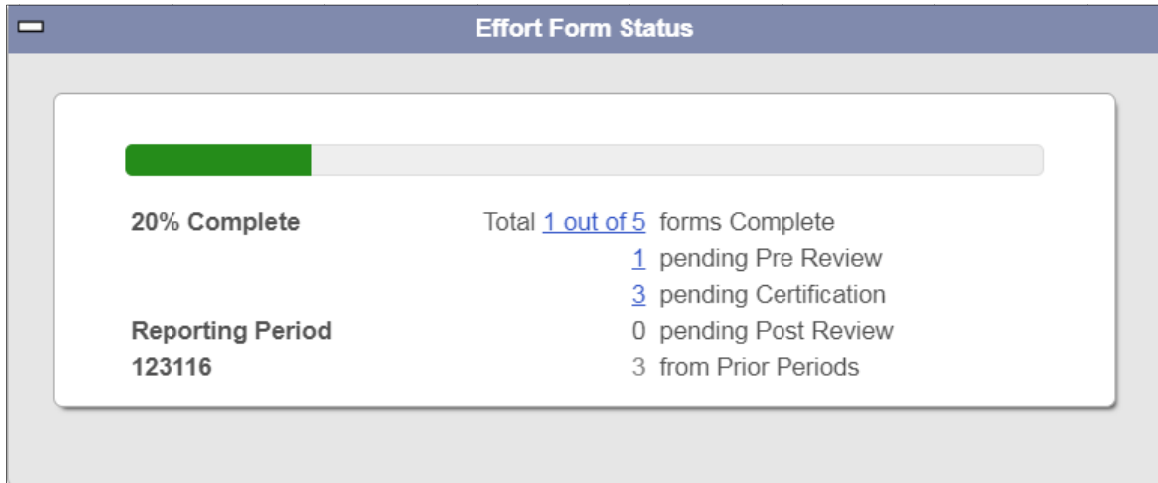 Effort Form Status
20% Complete Total 1 out of 5 forms Complete
1 pending Pre Review
3 pending Certification
Reporting Period 0 pending Post Review
123116 3 from Prior Periods